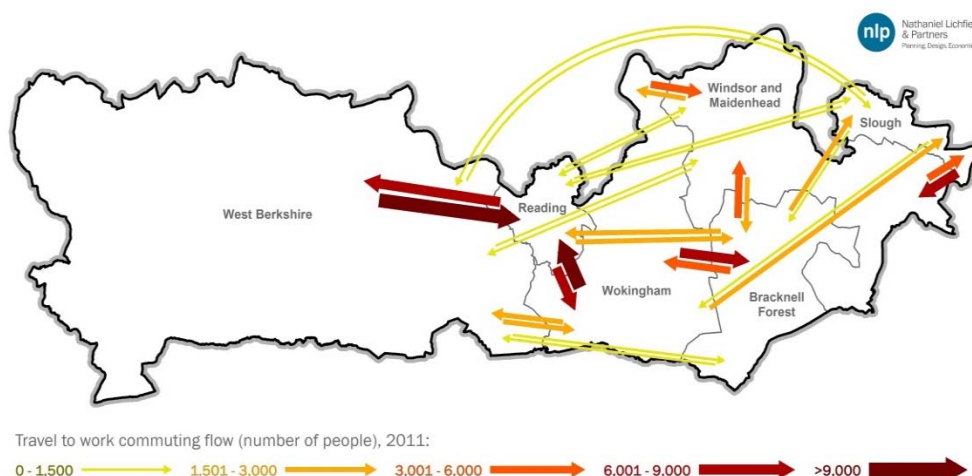 nlp
Nathaniel Lichfie
& Partners
Planning, Design, Economic
Windsor and
Maidenhead
Slough
West Berkshire
Reading
Wokingham
Bracknell
Forest
Travel to work commuting flow (number of people), 2011:
0 - 1,500
1,501 - 3,000
3,001 - 6,000
6,001 - 9,000
>9,000